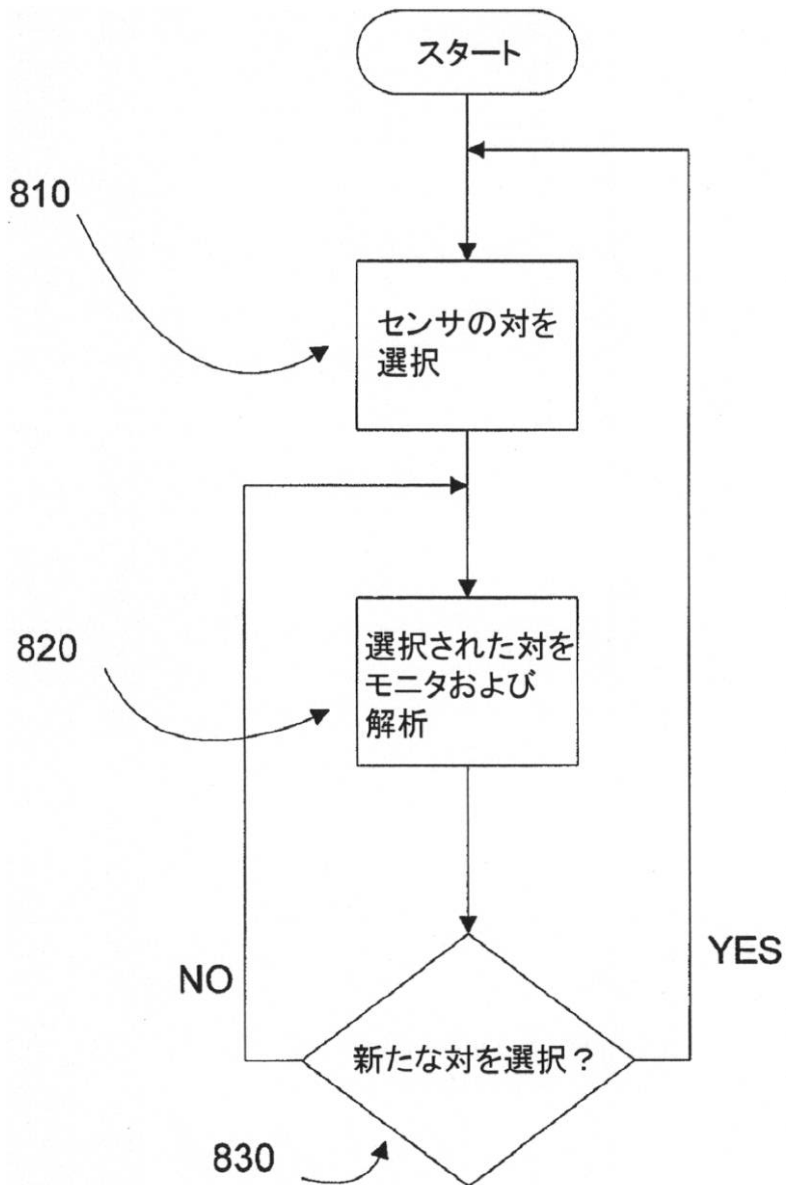 スタート
810
センサの対を
選択
820
選択された対を
モニタおよび
解析
NO
YES
新たな対を選択？
830